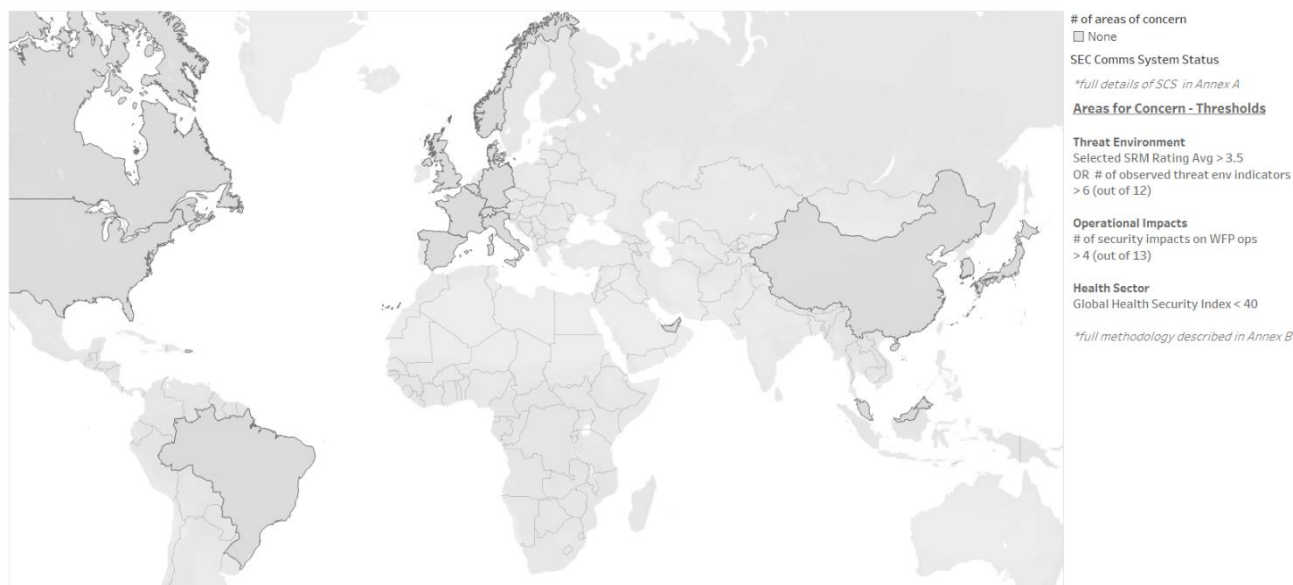 # of areas of concern
None
SEC Comms System Status
*full details of SCS in Annex A
Areas for Concern - Thresholds
Threat Environment
Selected SRM Rating Avg > 3.5
OR # of observed threat env indicators
> 6 (out of 12)
Operational Impacts
# of security impacts on WFP ops
> 4 (out of 13)
Health Sector
Global Health Security Index < 40
*full methodology described in Annex B